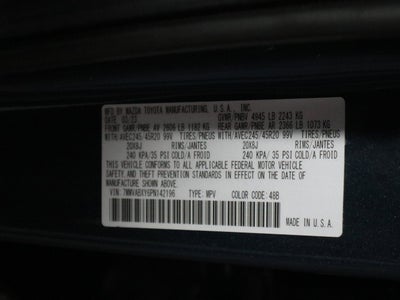 MFD BY MAZDA TOYOTA MANUFACTURING, U.S.A., INC.
DATE: 03/23 GVWR/PNBV 4945 LB 2243 KG
FRONT GAWR/PNBE AV 2606 LB 1182 KG REAR GAWR/PNBE AR 2366 LB 1073 KG
WITH/AVEC245/45R20 99V TIRES/PNEUS WITH/AVEC245/45R20 99V TIRES/PNEUS
20X8J RIMS/JANTES 20X8J RIMS/JANTES
240 KPA/35 PSI COLD/A FROID 240 KPA/35 PSI COLD/A FROID
THIS VEHICLE CONFORMS TO ALL APPLICABLE FEDERAL MOTOR VEHICLE
SAFETY AND THEFT PREVENTION STANDARDS IN EFFECT IN U.S.A. ON
THE DATE OF MANUFACTURE SHOWN ABOVE.
VIN: 7MMVABXY6PN142196 TYPE: MPV COLOR CODE: 48B